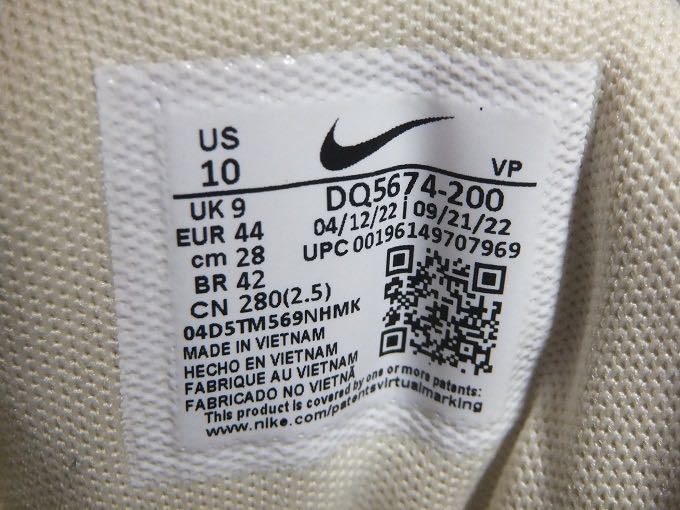 US
10
VP
UK 9
EUR 44
cm 28
BR 42
CN 280(2.5)
DQ5674-200
04/12/22 | 09/21/22
UPC 00196149707969
04D5TM569NHMK
MADE IN VIETNAM
HECHO EN VIETNAM
FABRIQUE AU VIETNAM
FABRICADO NO VIETNÃ
This product is covered by one or more patents:
www.nike.com/patentsvirtualmarking